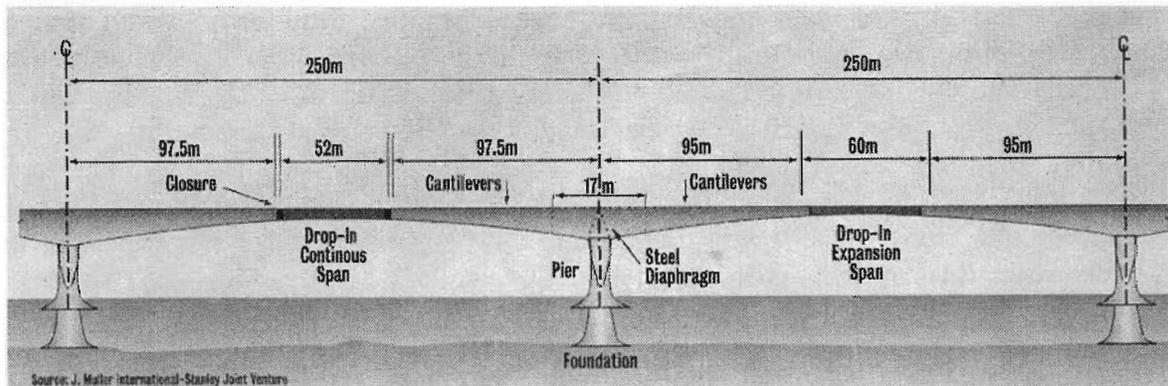 ℄ ℄
250m 250m
97.5m 52m 97.5m 95m 60m 95m
Closure Cantilevers 17m Cantilevers
Drop-In
Continous
Span
Pier
Steel
Diaphragm
Drop-In
Expansion
Span
Foundation
Source: J. Muller International-Stanley Joint Venture